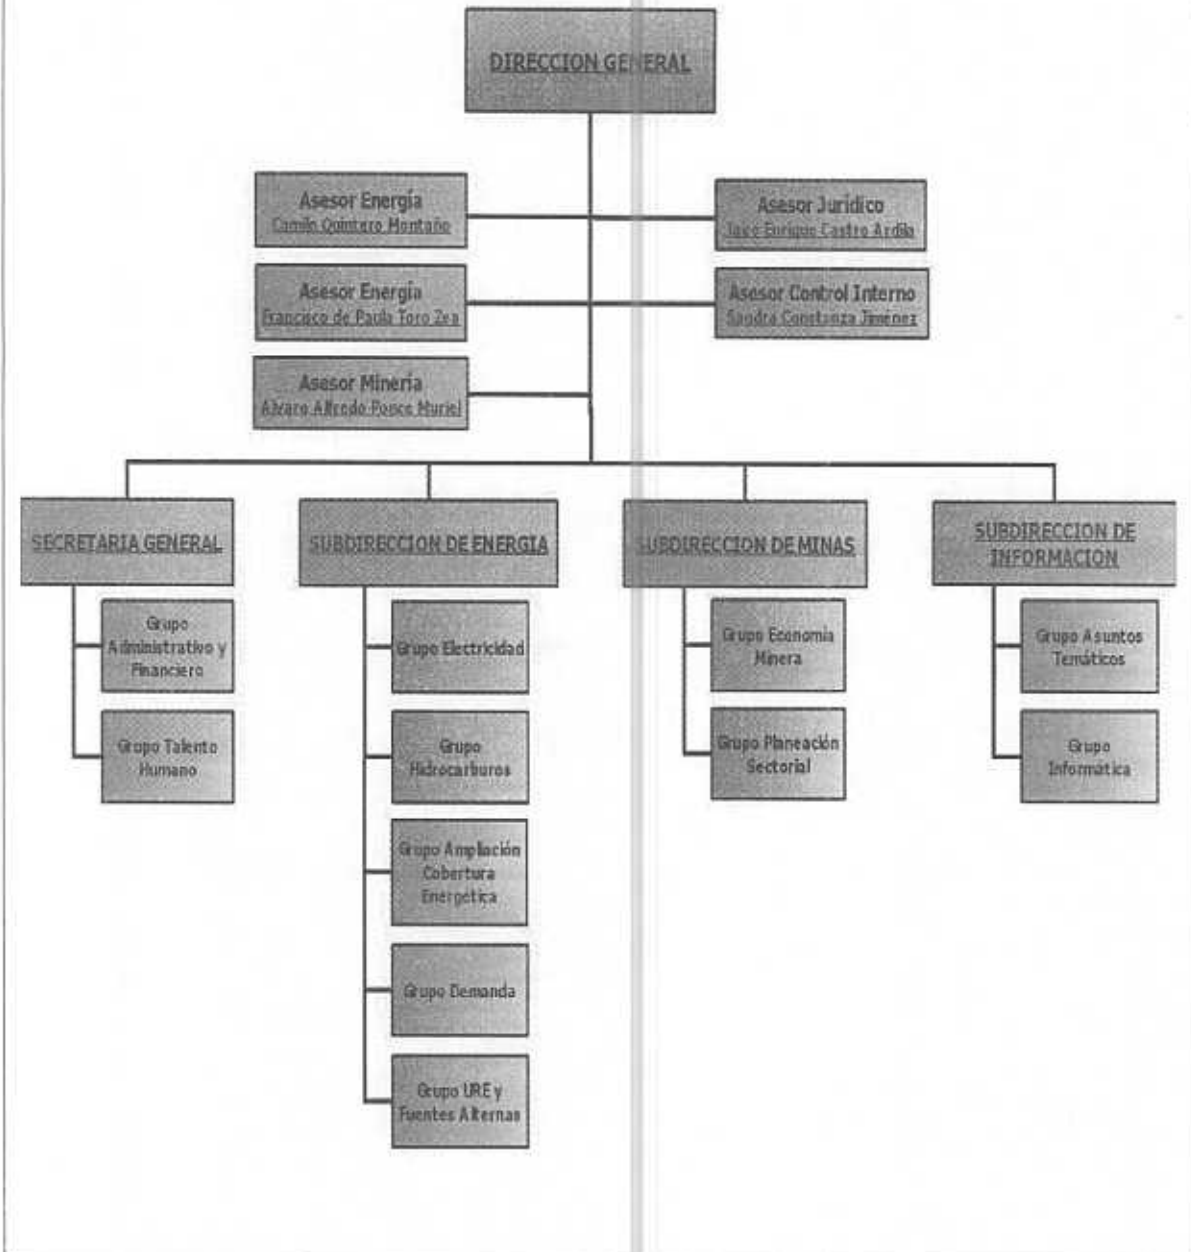 DIRECCION GENERAL
Asesor Energía
Camilo Quintero Montaño
Asesor Jurídico
Enrique Castro Ardila
Asesor Energía
Francisco de Paula Toro Zea
Asesor Control Interno
Sandra Constanza Jiménez
Asesor Minería
Alvaro Alfredo Ponce Muriel
SECRETARIA GENERAL
SUBDIRECCION DE ENERGIA
SUBDIRECCION DE MINAS
SUBDIRECCION DE
INFORMACION
Grupo
Administrativo y
Financiero
Grupo Talento
Humano
Grupo Electricidad
Grupo
Hidrocarburos
Grupo Ampliación
Cobertura
Energética
Grupo Demanda
Grupo URE y
Fuentes Alternas
Grupo Economía
Minera
Grupo Planeación
Sectorial
Grupo Asuntos
Temáticos
Grupo
Informática